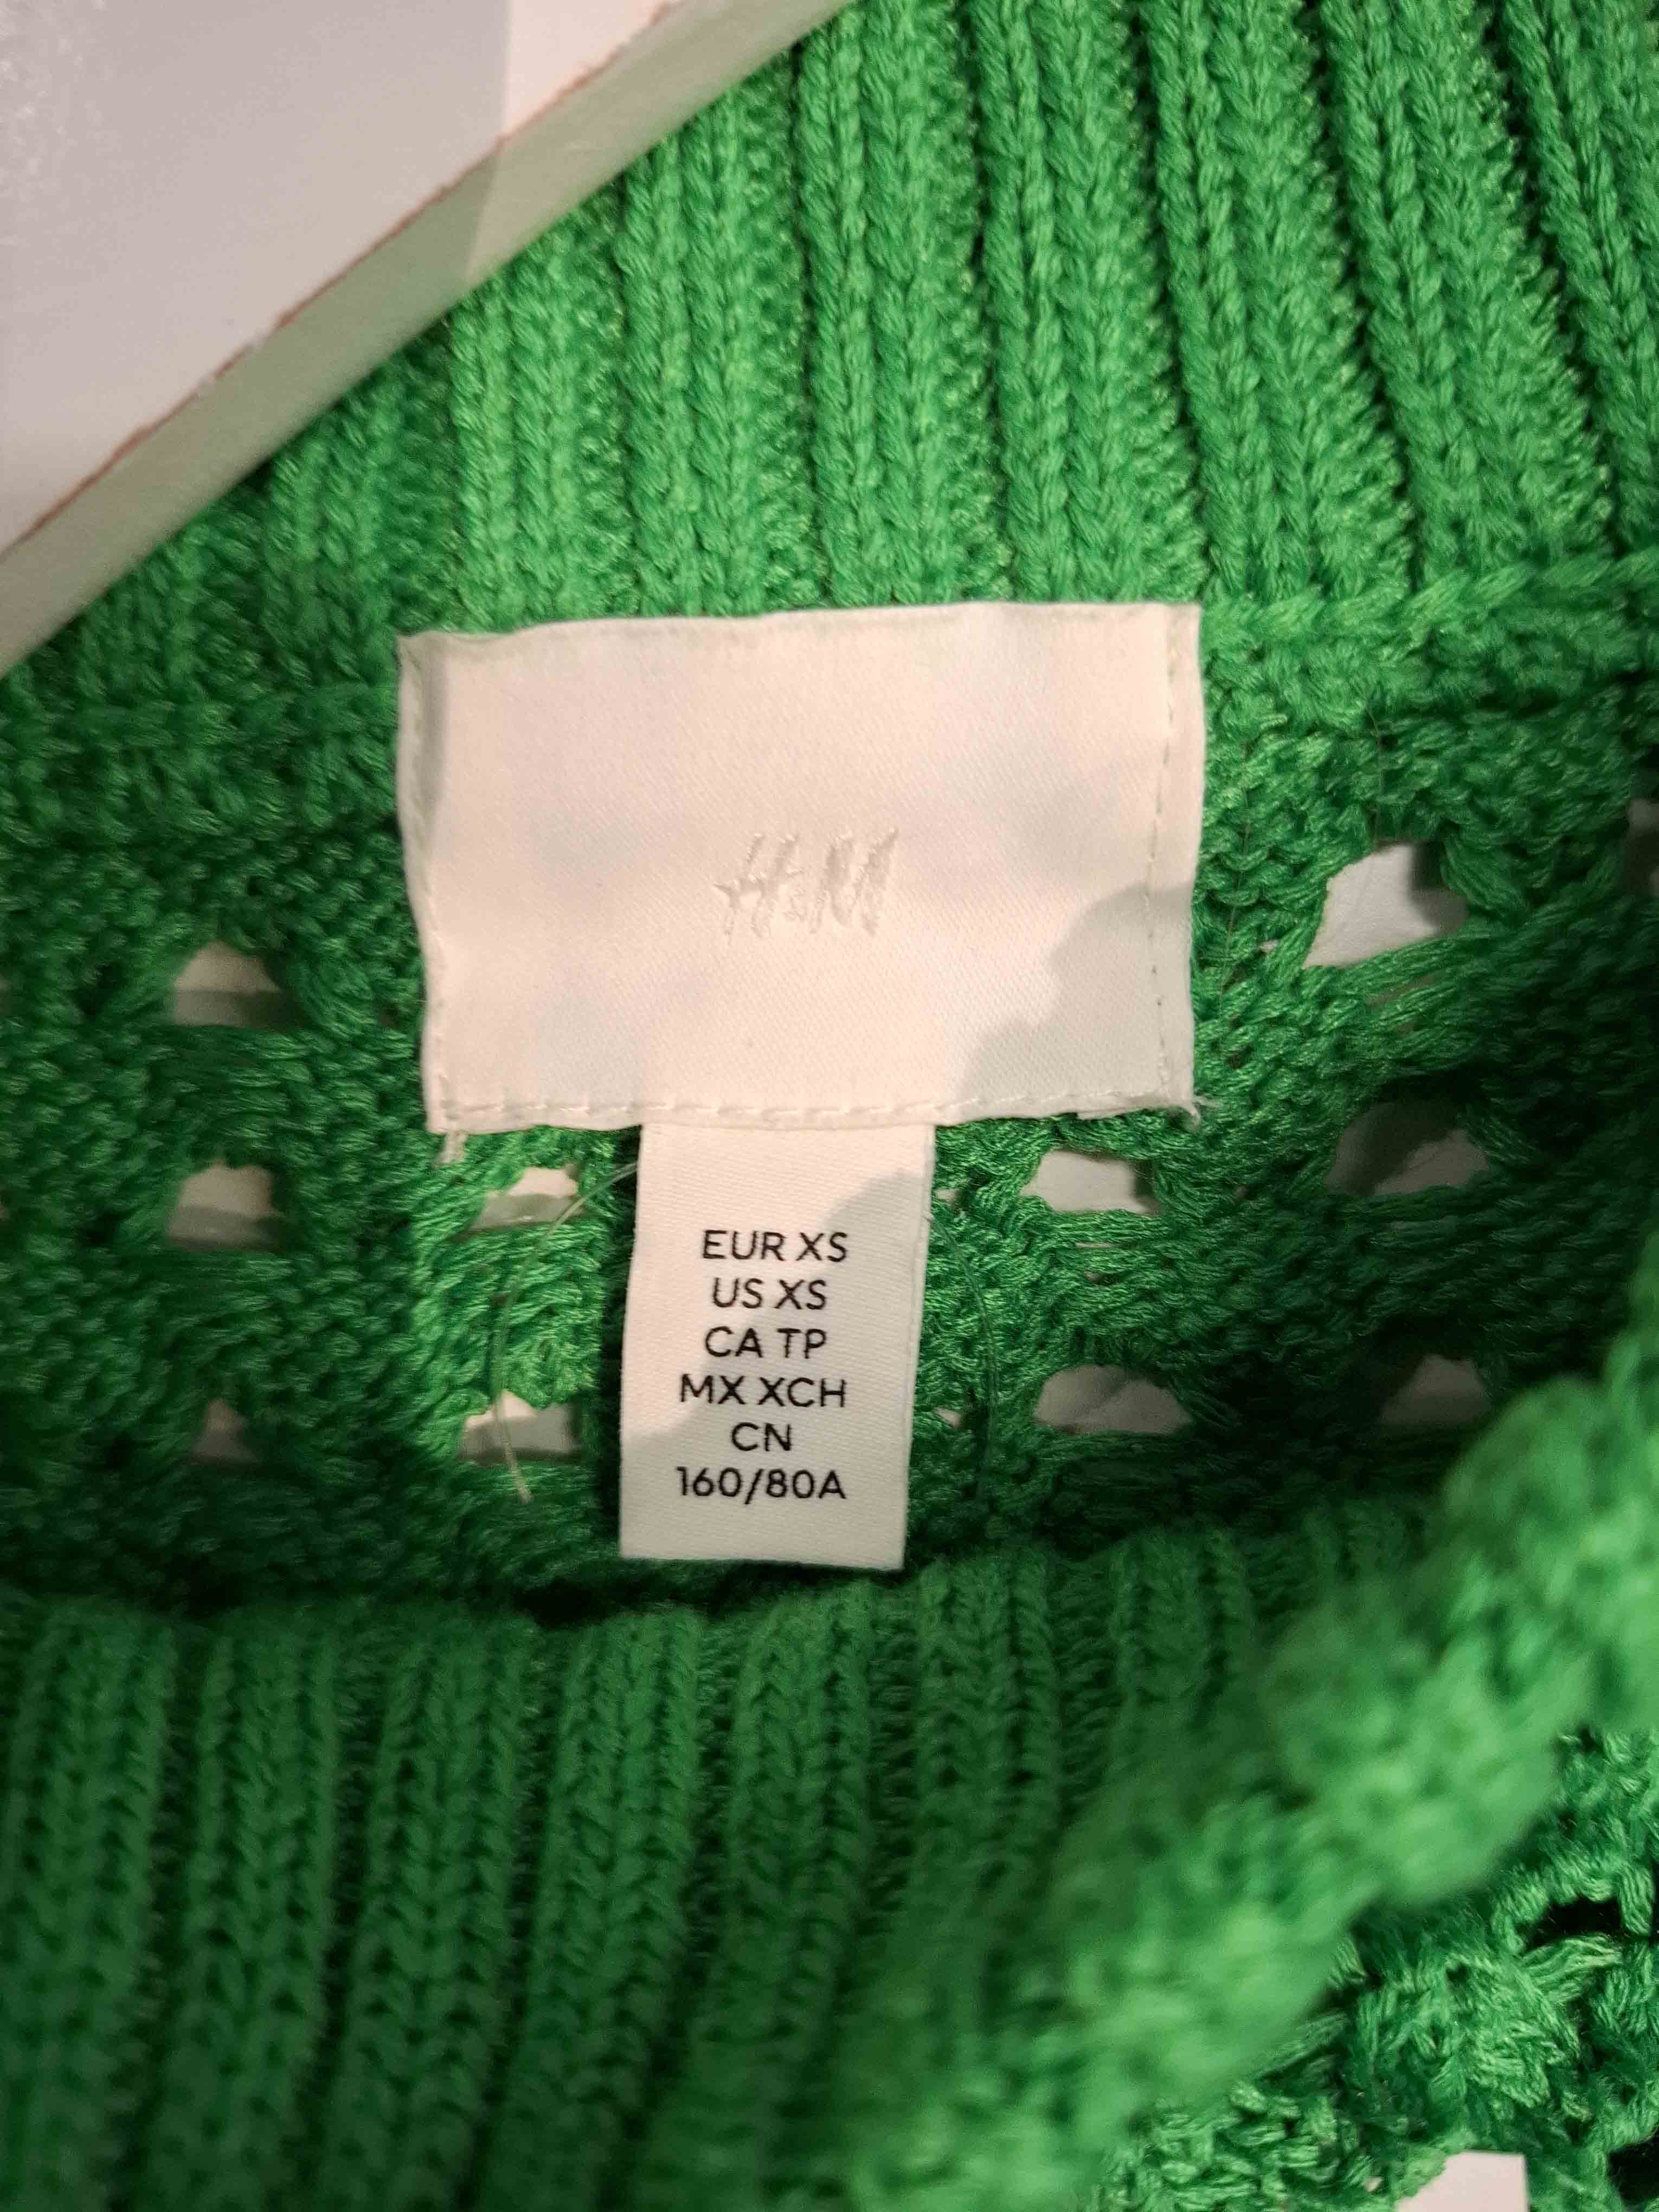 H&M
EUR XS
US XS
CA TP
MX XCH
CN
160/80A